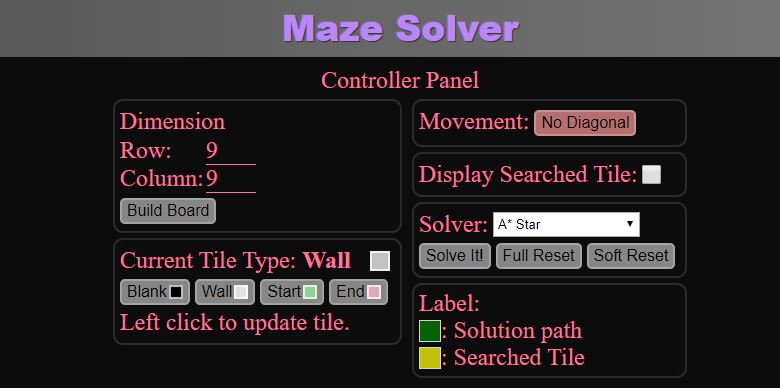 Maze Solver
Controller Panel
Dimension
Row: 9
Column: 9
Build Board
Current Tile Type: Wall
Blank Wall Start End
Left click to update tile.
Movement: No Diagonal
Display Searched Tile:
Solver: A* Star
Solve It! Full Reset Soft Reset
Label:
: Solution path
: Searched Tile